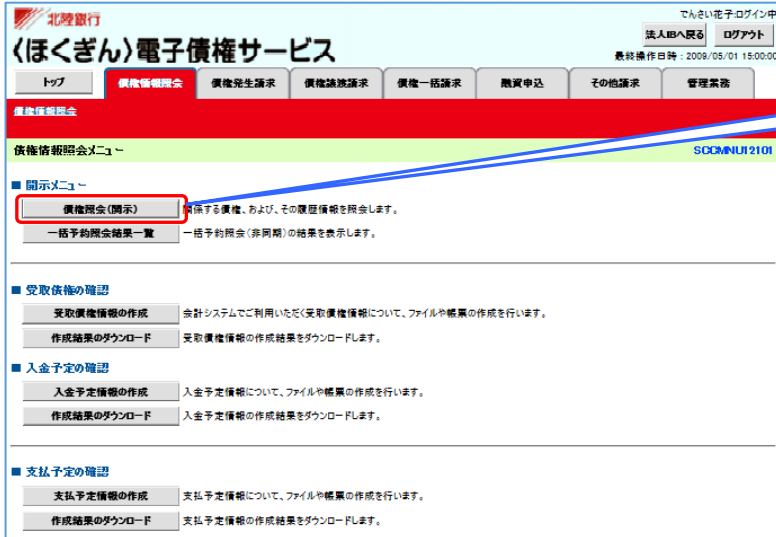 北陸銀行
でんさい花子:ログイン中
〈ほくぎん〉電子債権サービス
法人IBへ戻る ログアウト
最終操作日時:2009/05/01 15:00:00
トップ 債権情報照会 債権発生請求 債権譲渡請求 債権一括請求 融資申込 その他請求 管理業務
債権情報照会
債権情報照会メニュー SCCMNU12101
■ 開示メニュー
債権照会(開示) 関係する債権、および、その履歴情報を照会します。
一括予約照会結果一覧 一括予約照会(非同期)の結果を表示します。
■ 受取債権の確認
受取債権情報の作成 会計システムでご利用いただく受取債権情報について、ファイルや帳票の作成を行います。
作成結果のダウンロード 受取債権情報の作成結果をダウンロードします。
■ 入金予定の確認
入金予定情報の作成 入金予定情報について、ファイルや帳票の作成を行います。
作成結果のダウンロード 入金予定情報の作成結果をダウンロードします。
■ 支払予定の確認
支払予定情報の作成 支払予定情報について、ファイルや帳票の作成を行います。
作成結果のダウンロード 支払予定情報の作成結果をダウンロードします。